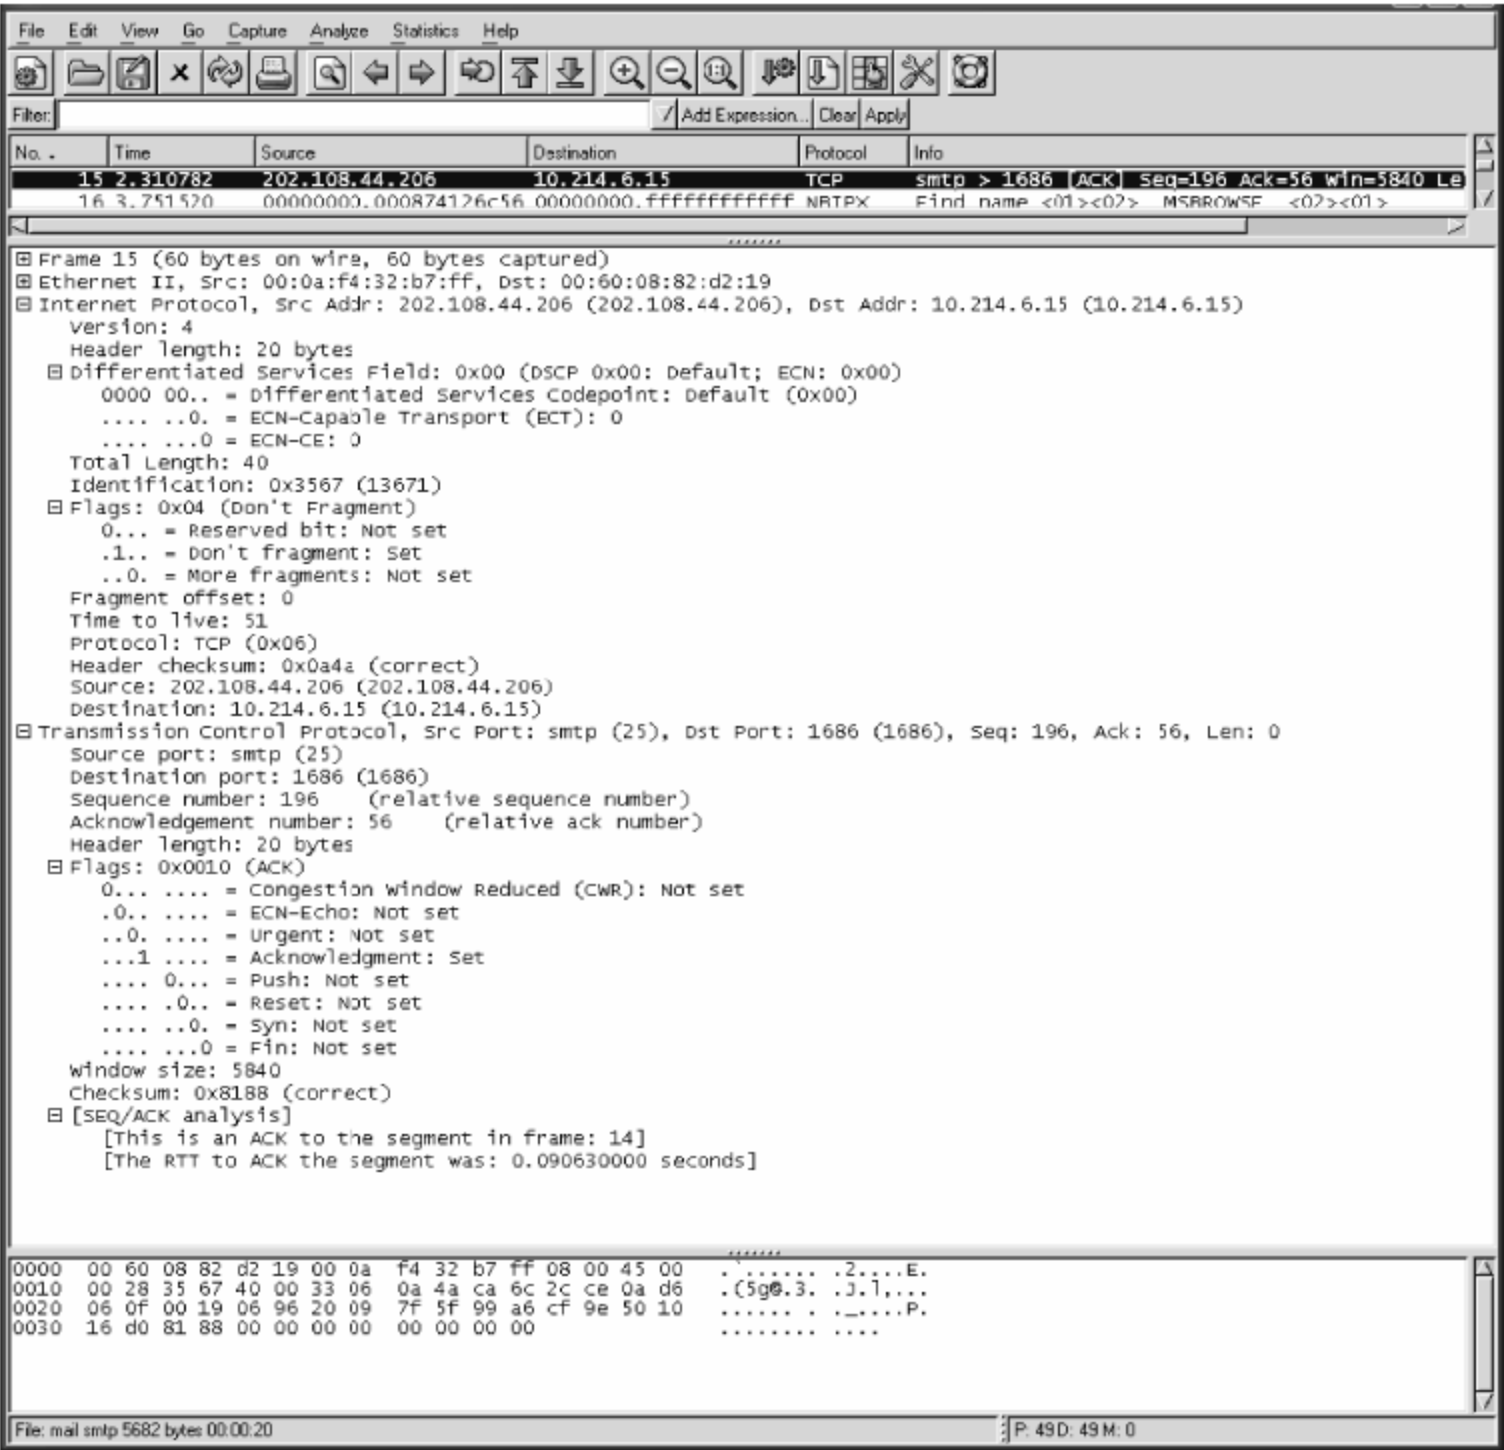 File Edit View Go Capture Analyze Statistics Help
Filter: Add Expression... Clear Apply
No. . Time Source Destination Protocol Info
15 2.310782 202.108.44.206 10.214.6.15 TCP smtp > 1686 [ACK] Seq=196 Ack=56 Win=5840 Le
16 3.751520 00000000.000874126c56 00000000.ffffffffffff NBIPX Find name <01><02>__MSBROWSE__<02><01>
Frame 15 (60 bytes on wire, 60 bytes captured)
Ethernet II, Src: 00:0a:f4:32:b7:ff, Dst: 00:60:08:82:d2:19
Internet Protocol, Src Addr: 202.108.44.206 (202.108.44.206), Dst Addr: 10.214.6.15 (10.214.6.15)
Version: 4
Header length: 20 bytes
Differentiated Services Field: 0x00 (DSCP 0x00: Default; ECN: 0x00)
0000 00.. = Differentiated Services Codepoint: Default (0x00)
.... ..0. = ECN-Capable Transport (ECT): 0
.... ...0 = ECN-CE: 0
Total Length: 40
Identification: 0x3567 (13671)
Flags: 0x04 (Don't Fragment)
0... = Reserved bit: Not set
.1.. = Don't fragment: Set
..0. = More fragments: Not set
Fragment offset: 0
Time to live: 51
Protocol: TCP (0x06)
Header checksum: 0x0a4a (correct)
Source: 202.108.44.206 (202.108.44.206)
Destination: 10.214.6.15 (10.214.6.15)
Transmission Control Protocol, Src Port: smtp (25), Dst Port: 1686 (1686), Seq: 196, Ack: 56, Len: 0
Source port: smtp (25)
Destination port: 1686 (1686)
Sequence number: 196 (relative sequence number)
Acknowledgement number: 56 (relative ack number)
Header length: 20 bytes
Flags: 0x0010 (ACK)
0... .... = Congestion Window Reduced (CWR): Not set
.0.. .... = ECN-Echo: Not set
..0. .... = Urgent: Not set
...1 .... = Acknowledgment: Set
.... 0... = Push: Not set
.... .0.. = Reset: Not set
.... ..0. = Syn: Not set
.... ...0 = Fin: Not set
Window size: 5840
Checksum: 0x8188 (correct)
[SEQ/ACK analysis]
[This is an ACK to the segment in frame: 14]
[The RTT to ACK the segment was: 0.090630000 seconds]
0000 00 60 08 82 d2 19 00 0a f4 32 b7 ff 08 00 45 00 .`...... .2....E.
0010 00 28 35 67 40 00 33 06 0a 4a ca 6c 2c ce 0a d6 .(5g@.3. .J.l,...
0020 06 0f 00 19 06 96 20 09 7f 5f 99 a6 cf 9e 50 10 ...... . ._....P.
0030 16 d0 81 88 00 00 00 00 00 00 00 00 ........ ....
File: mail smtp 5682 bytes 00:00:20 P: 49 D: 49 M: 0